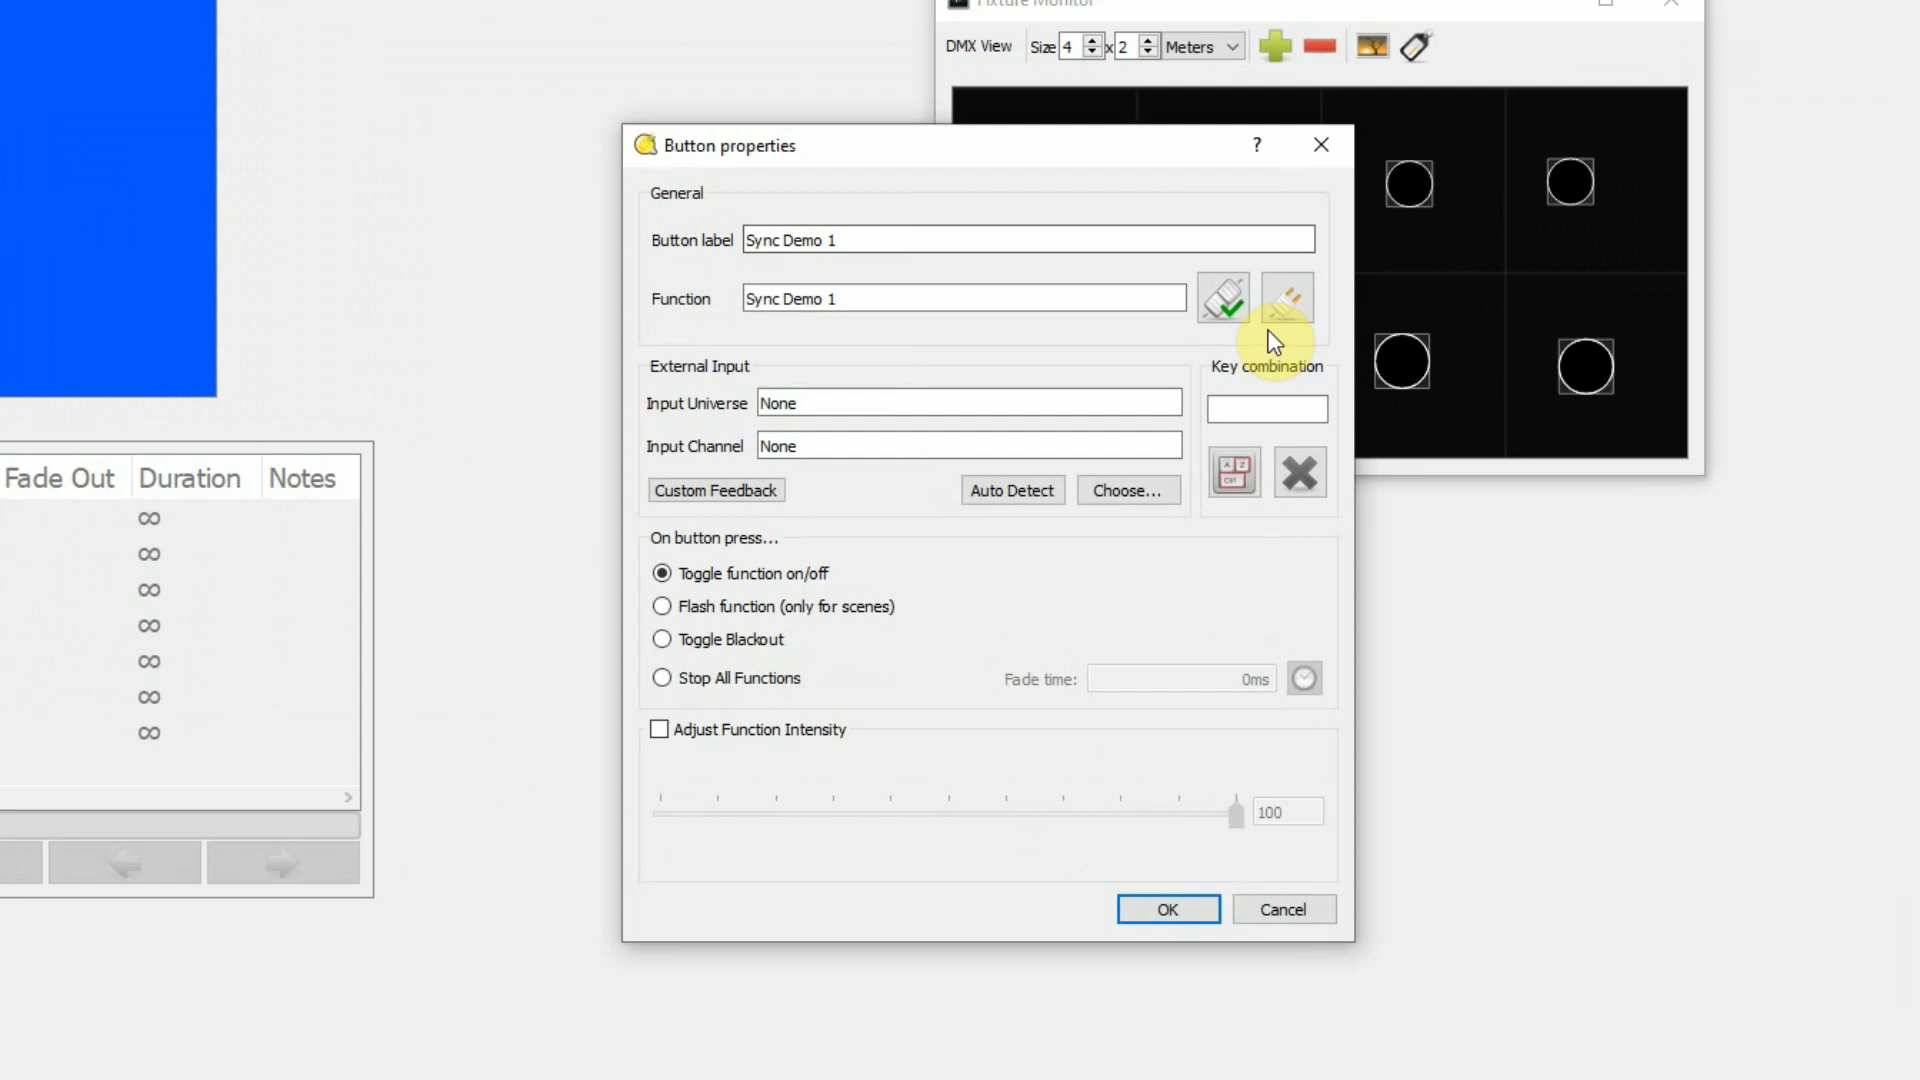 Fixture Monitor
DMX View Size 4 x 2 Meters
Button properties ?
General
Button label Sync Demo 1
Function Sync Demo 1
External Input
Key combination
Input Universe None
Input Channel None
Custom Feedback Auto Detect Choose...
A Z
Ctrl
On button press...
Toggle function on/off
Flash function (only for scenes)
Toggle Blackout
Stop All Functions Fade time: 0ms
Adjust Function Intensity
100
OK Cancel
Fade Out Duration Notes
∞
∞
∞
∞
∞
∞
∞